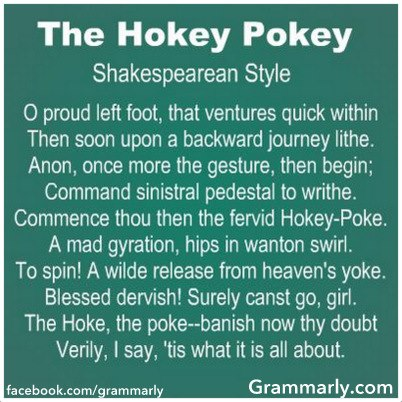 The Hokey Pokey
Shakespearean Style
O proud left foot, that ventures quick within
Then soon upon a backward journey lithe.
Anon, once more the gesture, then begin;
Command sinistral pedestal to writhe.
Commence thou then the fervid Hokey-Poke.
A mad gyration, hips in wanton swirl.
To spin! A wilde release from heaven's yoke.
Blessed dervish! Surely canst go, girl.
The Hoke, the poke--banish now thy doubt
Verily, I say, 'tis what it is all about.
facebook.com/grammarly
Grammarly.com